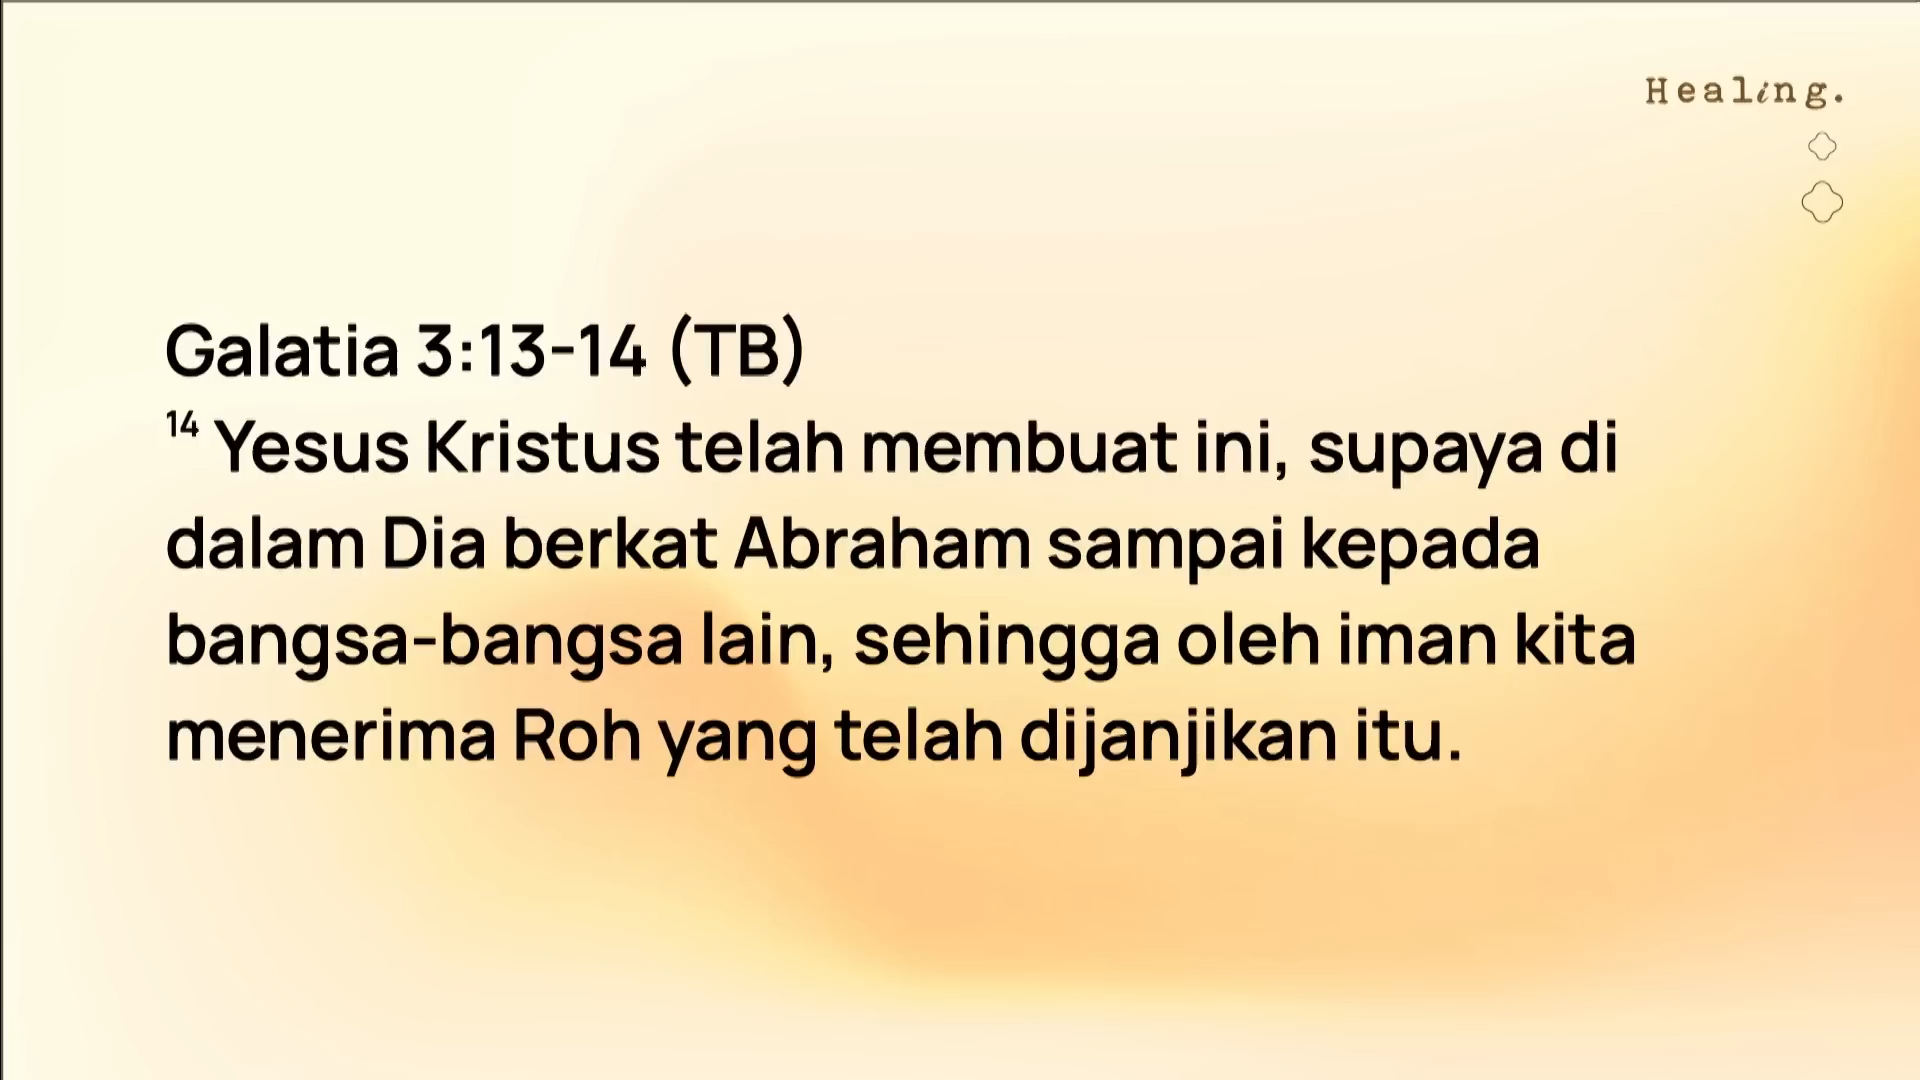 Healing.
Galatia 3:13-14 (TB)
14 Yesus Kristus telah membuat ini, supaya di
dalam Dia berkat Abraham sampai kepada
bangsa-bangsa lain, sehingga oleh iman kita
menerima Roh yang telah dijanjikan itu.